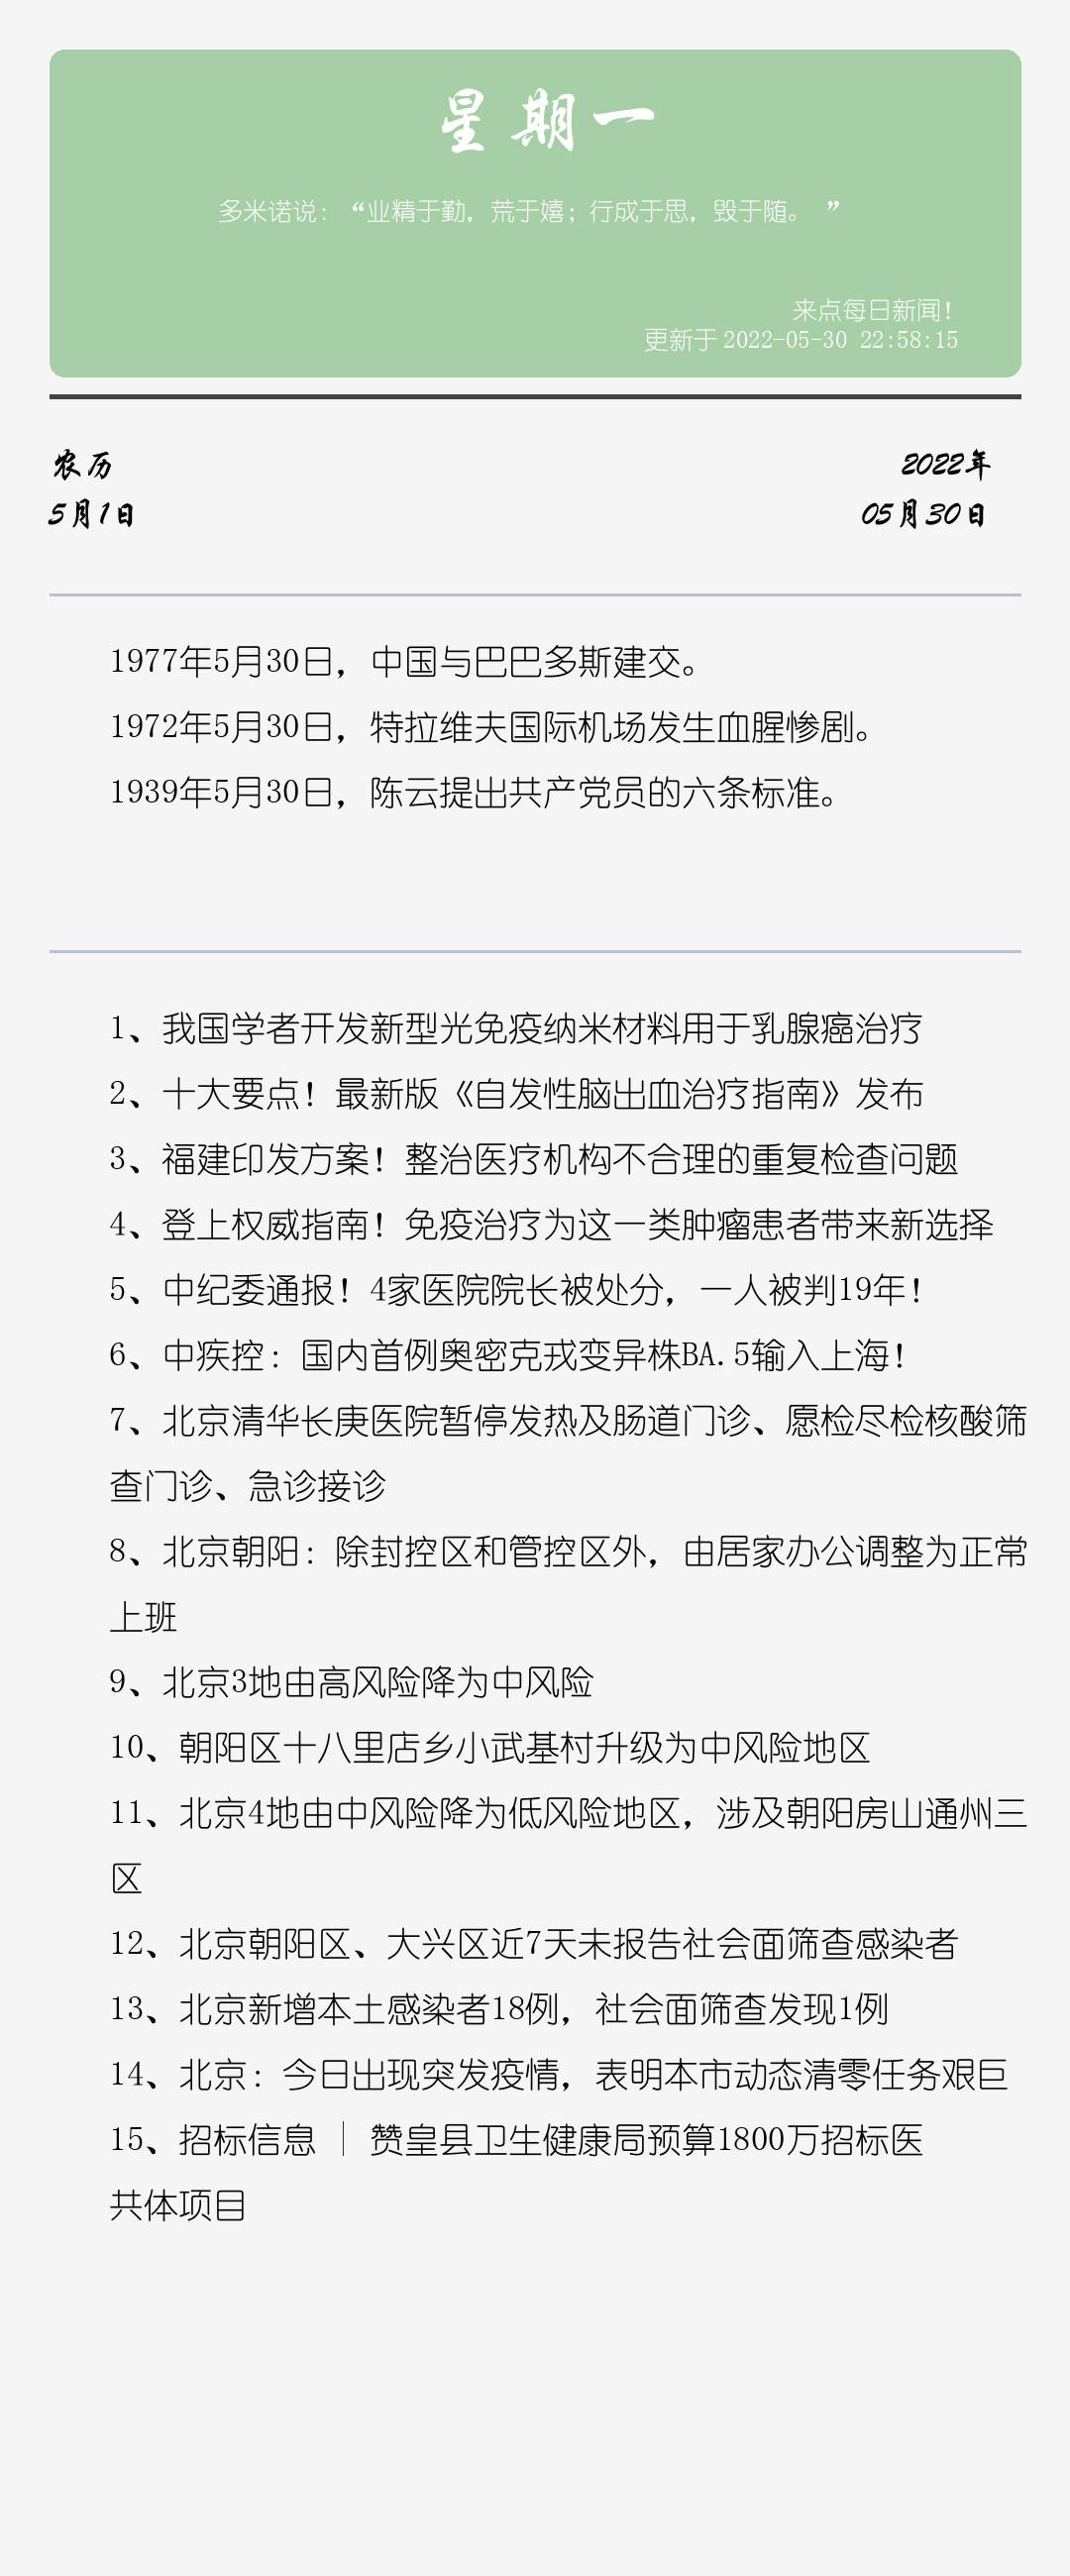 星期一
多米诺说：“业精于勤，荒于嬉；行成于思，毁于随。 ”
来点每日新闻！
更新于 2022-05-30 22:58:15
农历
2022年
5月1日
05月30日
1977年5月30日，中国与巴巴多斯建交。
1972年5月30日，特拉维夫国际机场发生血腥惨剧。
1939年5月30日，陈云提出共产党员的六条标准。
1、我国学者开发新型光免疫纳米材料用于乳腺癌治疗
2、十大要点！最新版《自发性脑出血治疗指南》发布
3、福建印发方案！整治医疗机构不合理的重复检查问题
4、登上权威指南！免疫治疗为这一类肿瘤患者带来新选择
5、中纪委通报！4家医院院长被处分，一人被判19年！
6、中疾控：国内首例奥密克戎变异株BA.5输入上海！
7、北京清华长庚医院暂停发热及肠道门诊、愿检尽检核酸筛
查门诊、急诊接诊
8、北京朝阳：除封控区和管控区外，由居家办公调整为正常
上班
9、北京3地由高风险降为中风险
10、朝阳区十八里店乡小武基村升级为中风险地区
11、北京4地由中风险降为低风险地区，涉及朝阳房山通州三
区
12、北京朝阳区、大兴区近7天未报告社会面筛查感染者
13、北京新增本土感染者18例，社会面筛查发现1例
14、北京：今日出现突发疫情，表明本市动态清零任务艰巨
15、招标信息 ｜ 赞皇县卫生健康局预算1800万招标医
共体项目